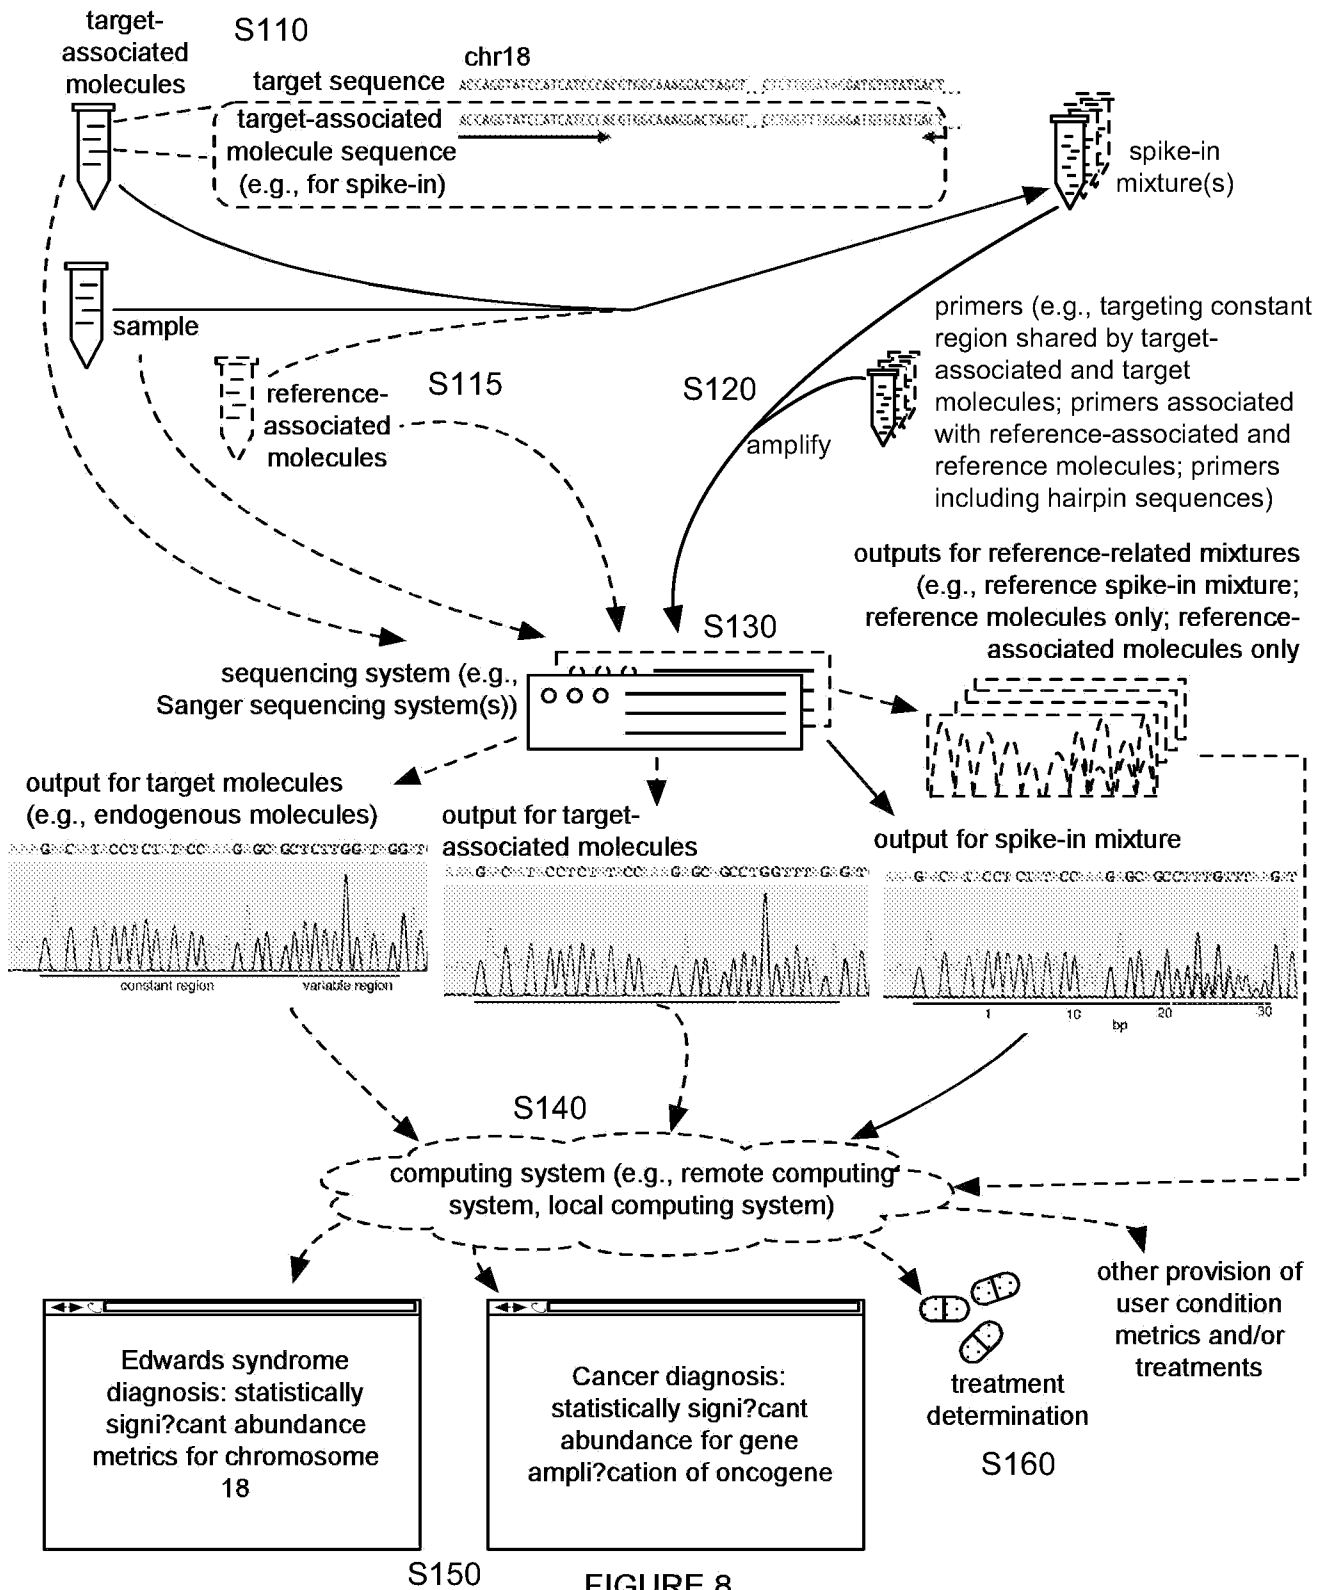 target-
associated
molecules
S110
chr18
target sequence
target-associated
molecule sequence
(e.g., for spike-in)
spike-in
mixture(s)
sample
reference-
associated
molecules
S115
S120
amplify
primers (e.g., targeting constant
region shared by target-
associated and target
molecules; primers associated
with reference-associated and
reference molecules; primers
including hairpin sequences)
outputs for reference-related mixtures
(e.g., reference spike-in mixture;
reference molecules only; reference-
associated molecules only
S130
sequencing system (e.g.,
Sanger sequencing system(s))
output for target molecules
(e.g., endogenous molecules)
output for target-
associated molecules
output for spike-in mixture
constant region
variable region
1 10 20 30
bp
S140
computing system (e.g., remote computing
system, local computing system)
Edwards syndrome
diagnosis: statistically
signi?cant abundance
metrics for chromosome
18
Cancer diagnosis:
statistically signi?cant
abundance for gene
ampli?cation of oncogene
treatment
determination
S160
other provision of
user condition
metrics and/or
treatments
S150
FIGURE 8